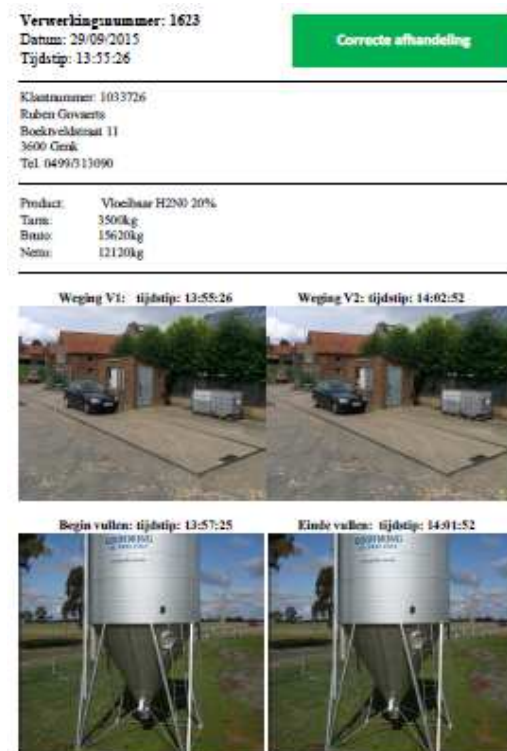 Verwerkingsnummer: 1623
Datum: 29/09/2015
Tijdstip: 13:55:26
Correcte afhandeling
Klantnummer: 1033726
Ruben Govaerts
Boektveldstraat 11
3600 Genk
Tel. 0499/313090
Product: Vloeibaar H2N0 20%
Tarra: 3500kg
Bruto: 15620kg
Netto: 12120kg
Weging V1: tijdstip: 13:55:26
Weging V2: tijdstip: 14:02:52
Begin vullen: tijdstip: 13:57:25
Einde vullen: tijdstip: 14:01:52